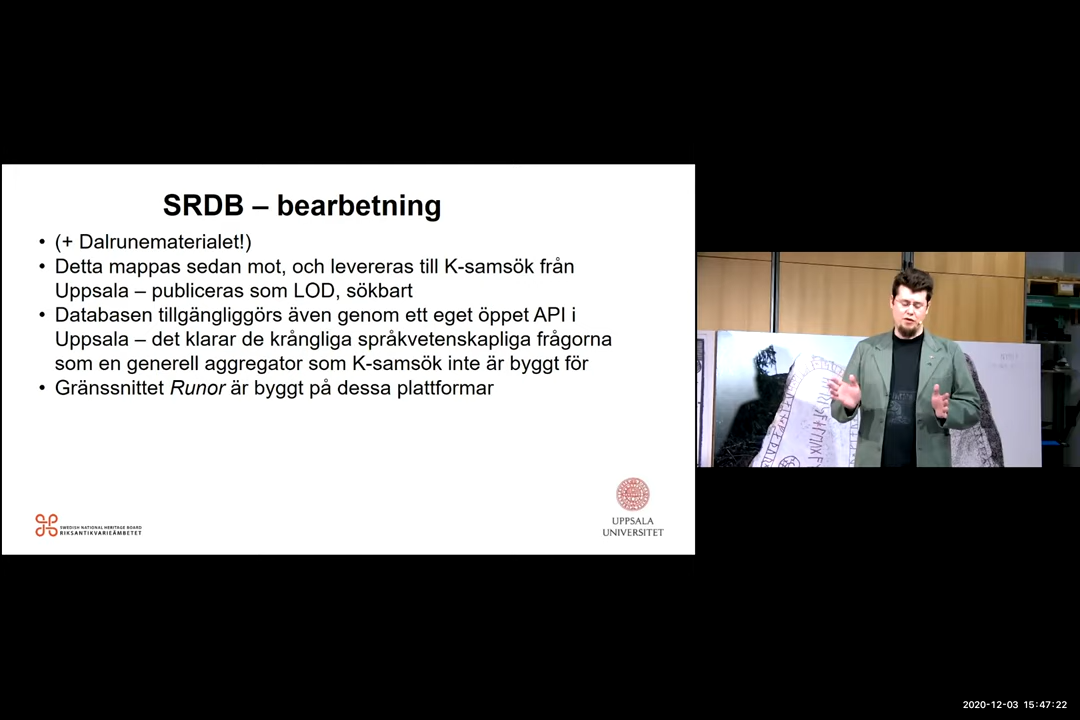 SRDB – bearbetning
• (+ Dalrunematerialet!)
• Detta mappas sedan mot, och levereras till K-samsök från
Uppsala – publiceras som LOD, sökbart
• Databasen tillgängliggörs även genom ett eget öppet API i
Uppsala – det klarar de krångliga språkvetenskapliga frågorna
som en generell aggregator som K-samsök inte är byggt för
• Gränssnittet Runor är byggt på dessa plattformar
SWEDISH NATIONAL HERITAGE BOARD
RIKSANTIKVARIEÄMBETET
UPPSALA
UNIVERSITET
2020-12-03 15:47:22